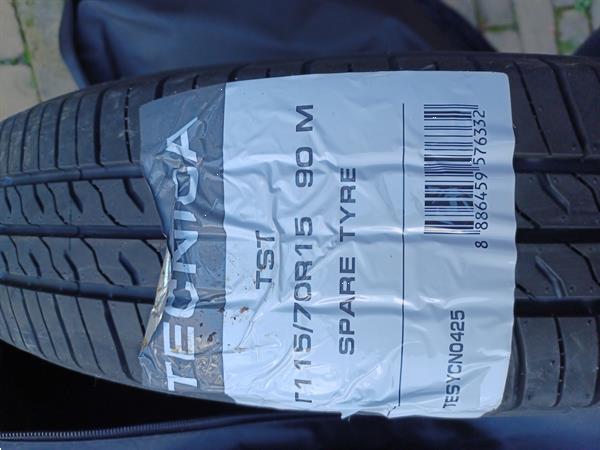 TECNICA
TST
T115/70R15 90 M
SPARE TYRE
8 886459 576332
TESYCN0425